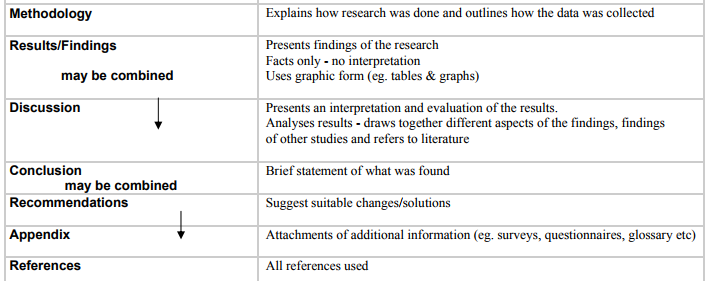 Methodology
Explains how research was done and outlines how the data was collected
Results/Findings
may be combined
Presents findings of the research
Facts only - no interpretation
Uses graphic form (eg. tables & graphs)
Discussion
Presents an interpretation and evaluation of the results.
Analyses results - draws together different aspects of the findings, findings
of other studies and refers to literature
Conclusion
may be combined
Brief statement of what was found
Recommendations
Suggest suitable changes/solutions
Appendix
Attachments of additional information (eg. surveys, questionnaires, glossary etc)
References
All references used